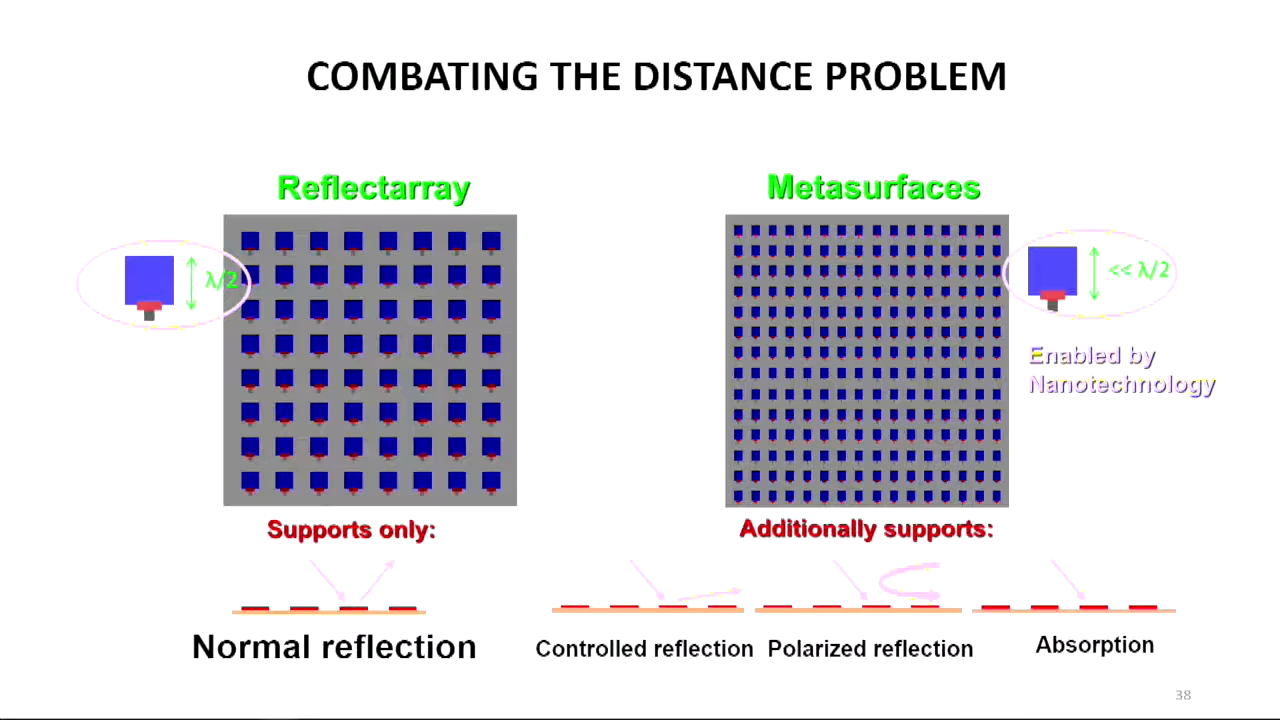 COMBATING THE DISTANCE PROBLEM
Reflectarray
Metasurfaces
λ/2
<< λ/2
Enabled by
Nanotechnology
Supports only:
Additionally supports:
Normal reflection
Controlled reflection
Polarized reflection
Absorption
38